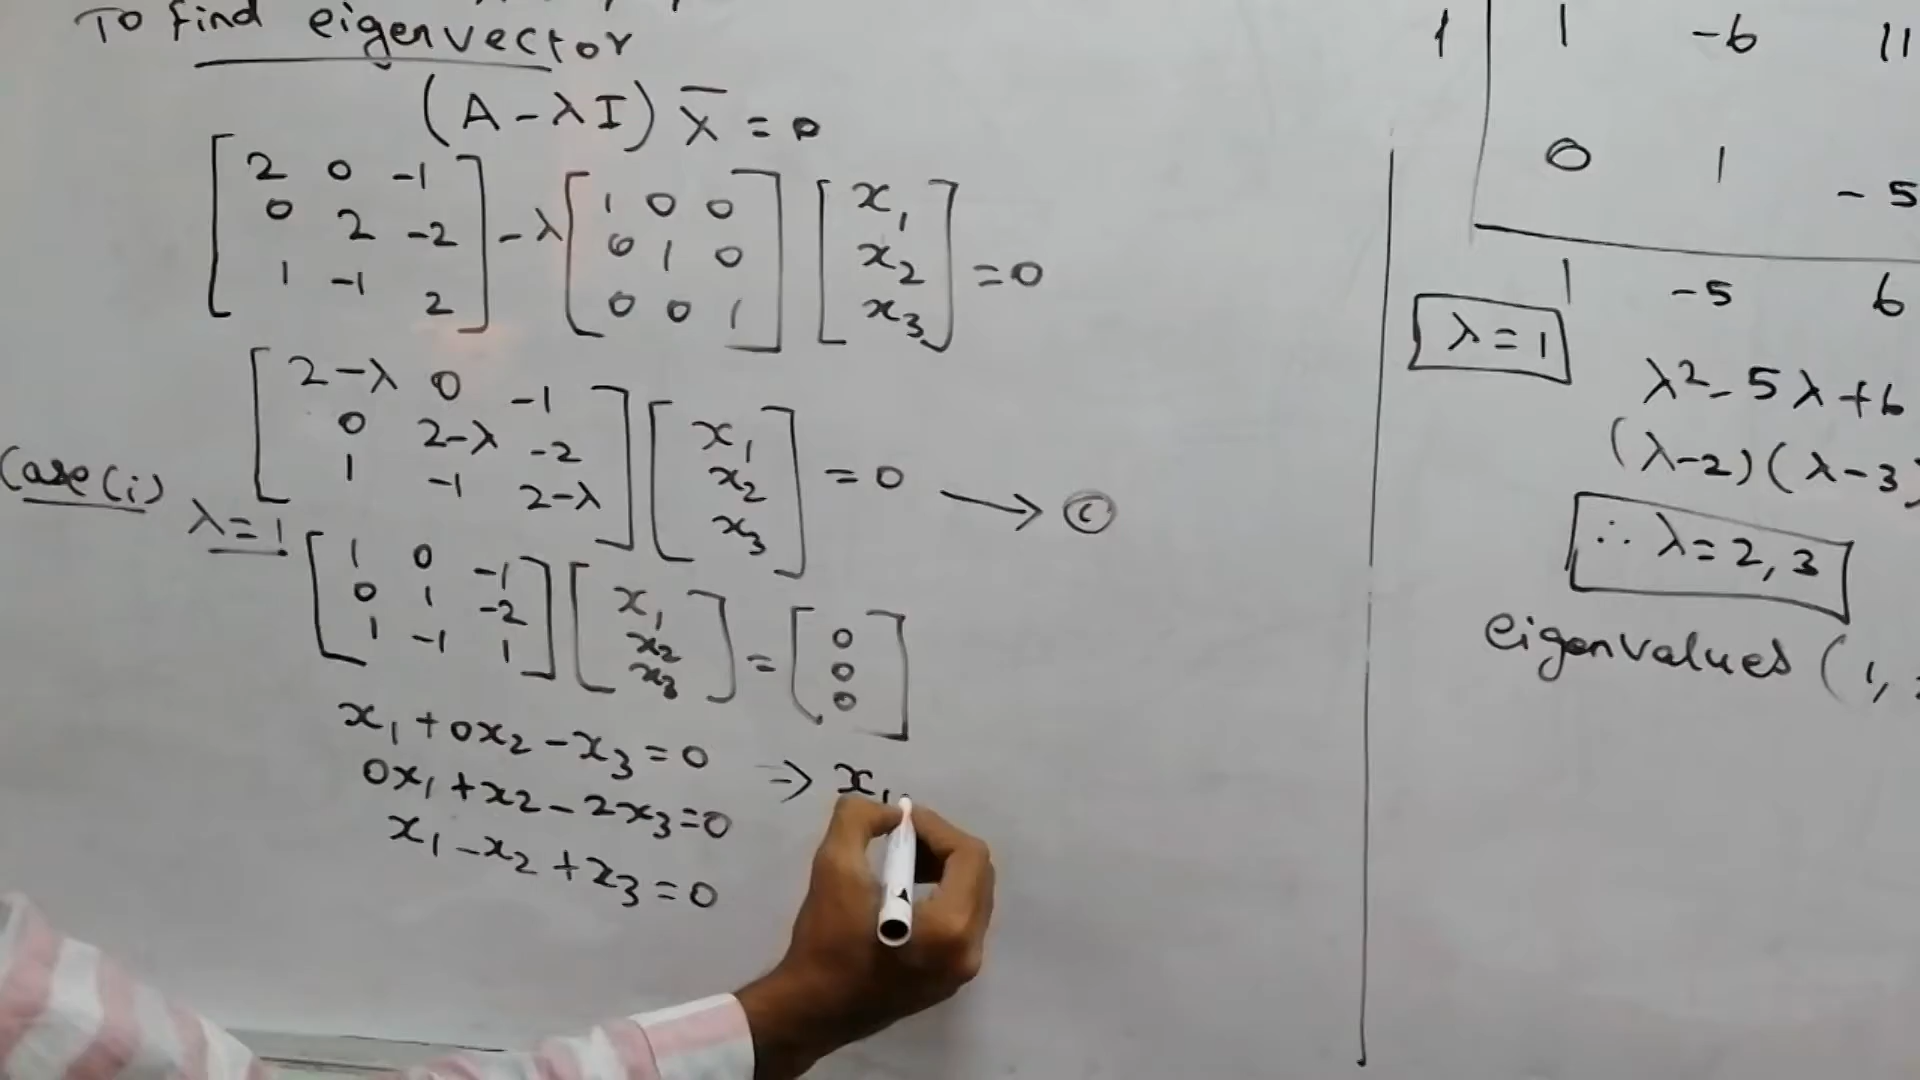 To find eigenvector
(A-λI) X̄ = 0
[2 0 -1
0 2 -2
1 -1 2] - λ [1 0 0
0 1 0
0 0 1] [x₁
x₂
x₃] = 0
[2-λ 0 -1
0 2-λ -2
1 -1 2-λ] [x₁
x₂
x₃] = 0 → (c)
Case (i)
λ=1
[1 0 -1
0 1 -2
1 -1 1] [x₁
x₂
x₃] = [0
0
0]
x₁ + 0x₂ - x₃ = 0
0x₁ + x₂ - 2x₃ = 0
x₁ - x₂ + x₃ = 0
⇒ x₁
1 | 1 -6 11
0 1 -5
1 -5 6
λ = 1
λ² - 5λ + 6
(λ-2)(λ-3)
∴ λ = 2, 3
eigenvalues (1,